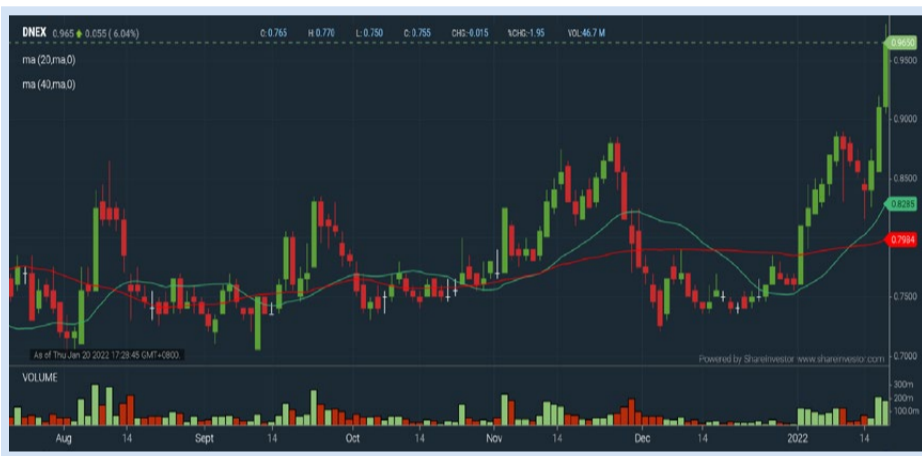 DNEX 0.965 0.055 ( 6.04%) O: 0.765 H: 0.770 L: 0.750 C: 0.755 CHG:-0.015 %CHG:-1.95 VOL:46.7 M
ma (20,ma,0)
ma (40,ma,0)
0.9650
0.9500
0.9000
0.8500
0.8285
0.7984
0.7500
0.7000
As of Thu Jan 20 2022 17:28:45 GMT+0800.
Powered by ShareInvestor www.shareinvestor.com
VOLUME
300m
200m
100.0m
Aug 14 Sept 14 Oct 14 Nov 14 Dec 14 2022 14